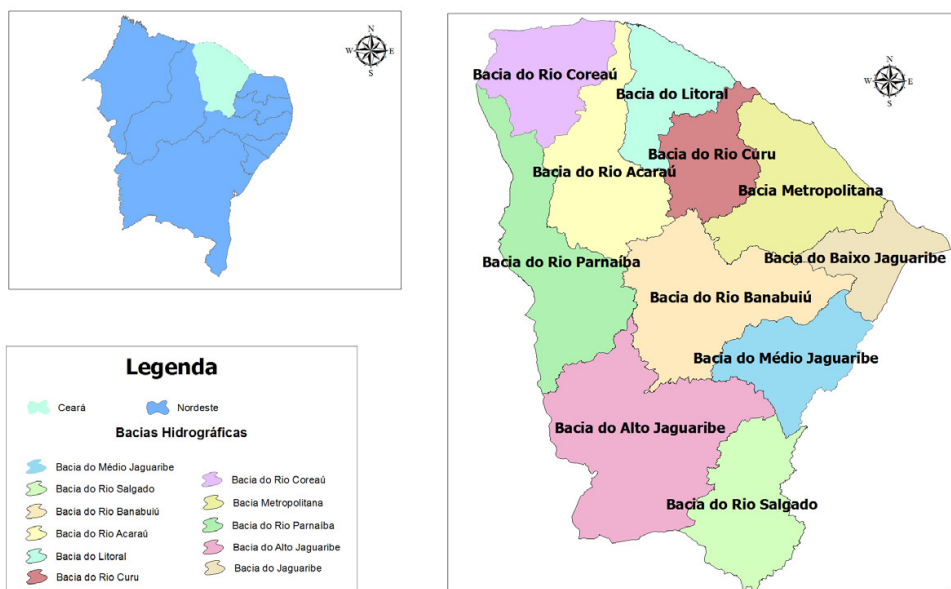 N
W E
S
Legenda
Ceará
Nordeste
Bacias Hidrográficas
Bacia do Médio Jaguaribe
Bacia do Rio Salgado
Bacia do Rio Banabuiú
Bacia do Rio Acaraú
Bacia do Litoral
Bacia do Rio Curu
Bacia do Rio Coreaú
Bacia Metropolitana
Bacia do Rio Parnaíba
Bacia do Alto Jaguaribe
Bacia do Jaguaribe
N
W E
S
Bacia do Rio Coreaú
Bacia do Litoral
Bacia do Rio Cúru
Bacia do Rio Acaraú
Bacia Metropolitana
Bacia do Rio Parnaíba
Bacia do Baixo Jaguaribe
Bacia do Rio Banabuiú
Bacia do Médio Jaguaribe
Bacia do Alto Jaguaribe
Bacia do Rio Salgado